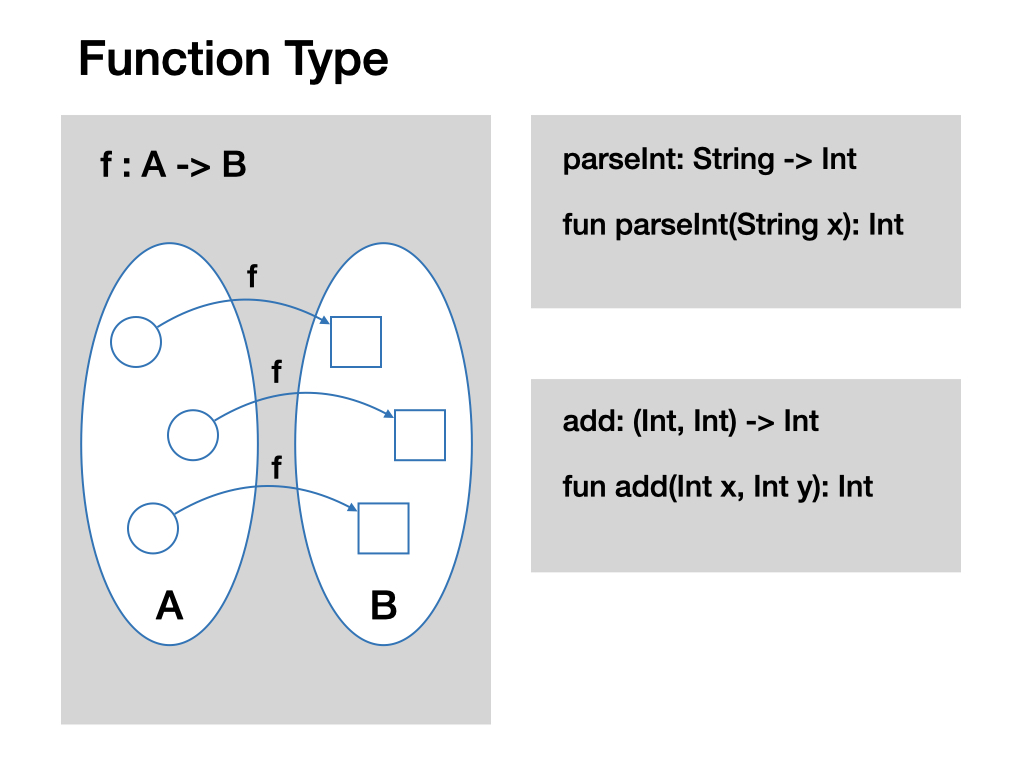 Function Type
f : A -> B
f
f
f
A
B
parseInt: String -> Int
fun parseInt(String x): Int
add: (Int, Int) -> Int
fun add(Int x, Int y): Int